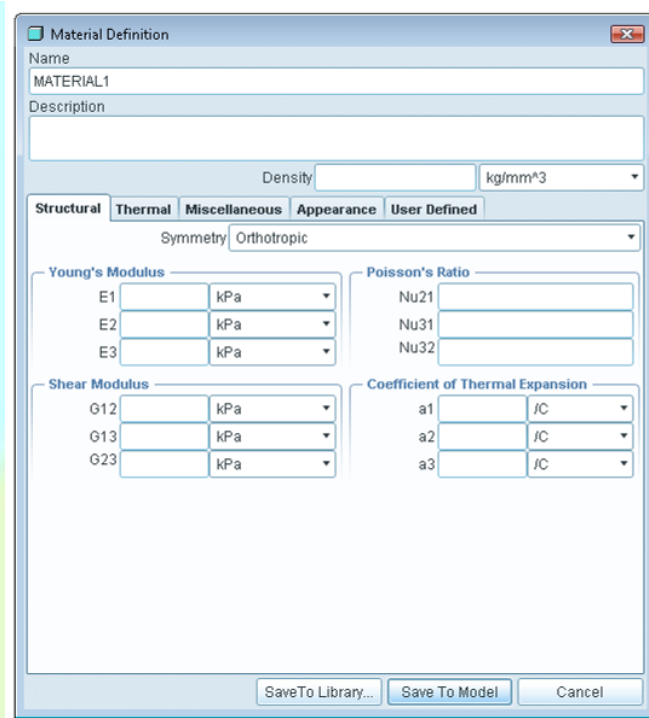 Material Definition
Name
MATERIAL1
Description
Density kg/mm^3
Structural Thermal Miscellaneous Appearance User Defined
Symmetry Orthotropic
Young's Modulus
E1 kPa
E2 kPa
E3 kPa
Poisson's Ratio
Nu21
Nu31
Nu32
Shear Modulus
G12 kPa
G13 kPa
G23 kPa
Coefficient of Thermal Expansion
a1 /C
a2 /C
a3 /C
SaveTo Library... Save To Model Cancel